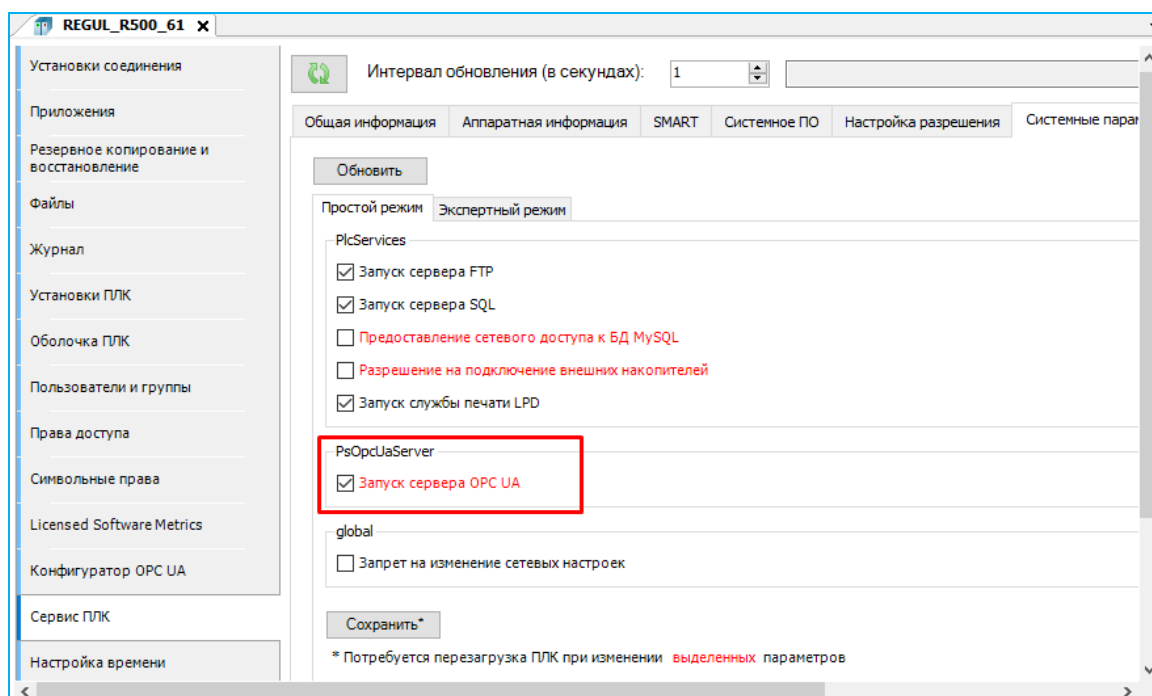 REGUL_R500_61
Установки соединения
Приложения
Резервное копирование и
восстановление
Файлы
Журнал
Установки ПЛК
Оболочка ПЛК
Пользователи и группы
Права доступа
Символьные права
Licensed Software Metrics
Конфигуратор OPC UA
Сервис ПЛК
Настройка времени
Интервал обновления (в секундах): 1
Общая информация Аппаратная информация SMART Системное ПО Настройка разрешения Системные парам
Обновить
Простой режим Экспертный режим
PlcServices
Запуск сервера FTP
Запуск сервера SQL
Предоставление сетевого доступа к БД MySQL
Разрешение на подключение внешних накопителей
Запуск службы печати LPD
PsOpcUaServer
Запуск сервера OPC UA
global
Запрет на изменение сетевых настроек
Сохранить*
* Потребуется перезагрузка ПЛК при изменении выделенных параметров